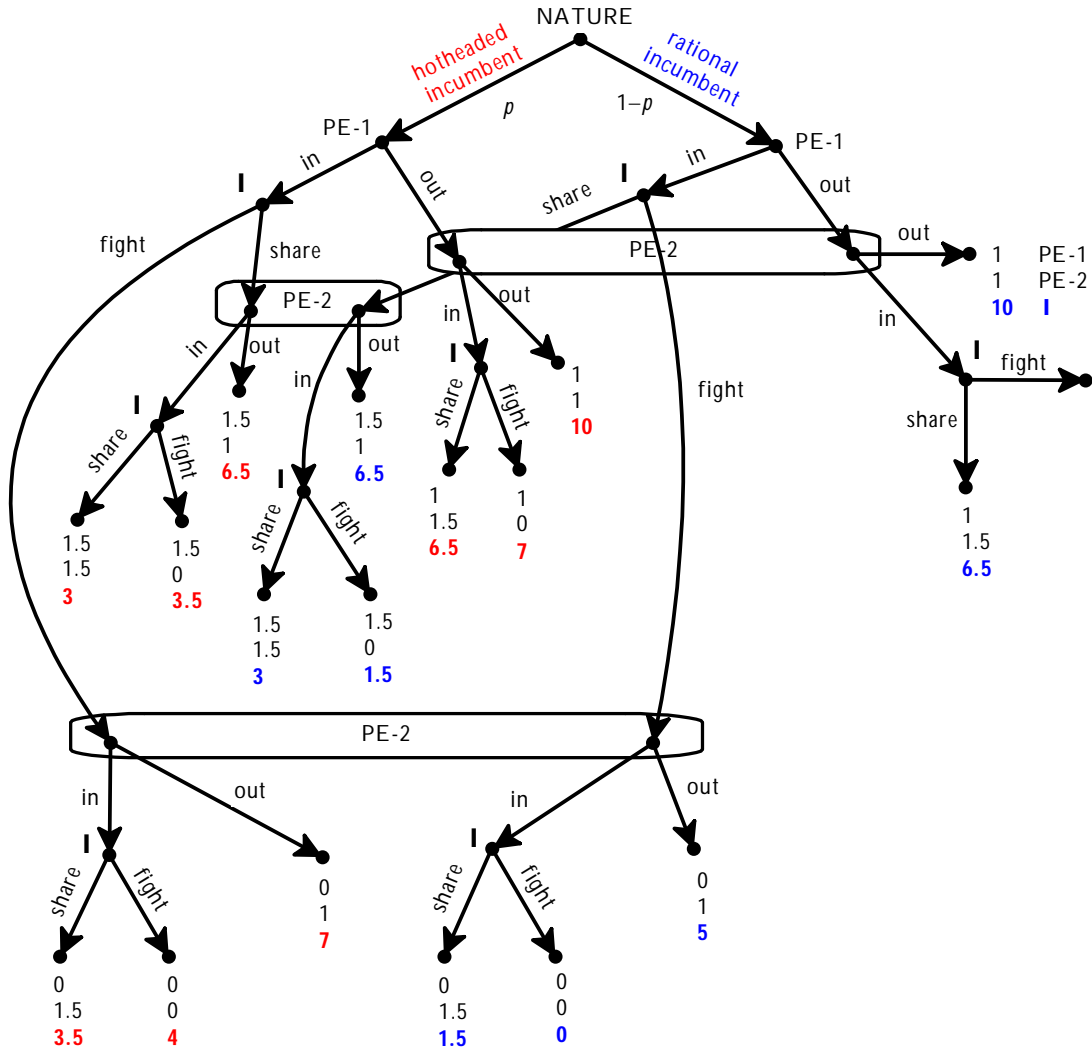 NATURE
hotheaded
incumbent
rational
incumbent
p
1–p
PE-1
PE-1
in
out
in
out
I
I
share
fight
share
PE-2
out
1 PE-1
1 PE-2
10 I
PE-2
in
out
in
out
in
out
in
fight
I
fight
share
I
share
fight
1.5
1
6.5
1.5
1
6.5
I
share
fight
1
1
10
I
share
fight
1.5
1.5
3
1.5
0
3.5
1
1.5
6.5
1
0
7
1
1.5
6.5
1.5
1.5
3
1.5
0
1.5
PE-2
in
out
in
out
I
share
fight
0
1
7
I
share
fight
0
1
5
0
1.5
3.5
0
0
4
0
1.5
1.5
0
0
0